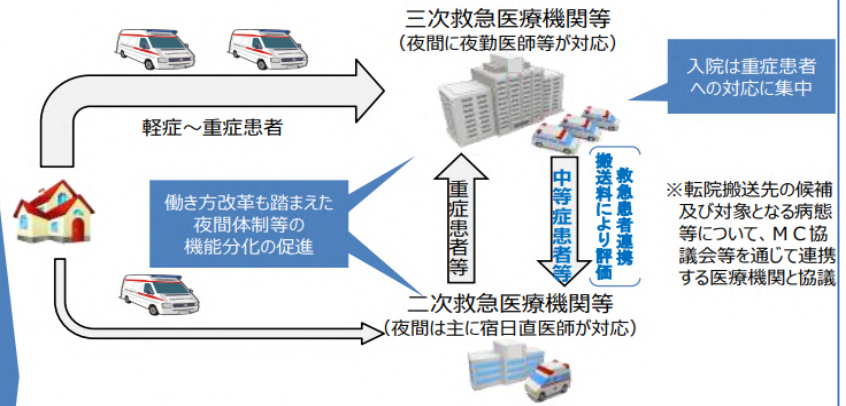 三次救急医療機関等
（夜間に夜勤医師等が対応）
入院は重症患者
への対応に集中
軽症～重症患者
働き方改革も踏まえた
夜間体制等の
機能分化の促進
重症患者等
中等症患者等
救急患者連携
搬送料により評価
※転院搬送先の候補
及び対象となる病態
等について、ＭＣ協
議会等を通じて連携
する医療機関と協議
二次救急医療機関等
（夜間は主に宿日直医師が対応）